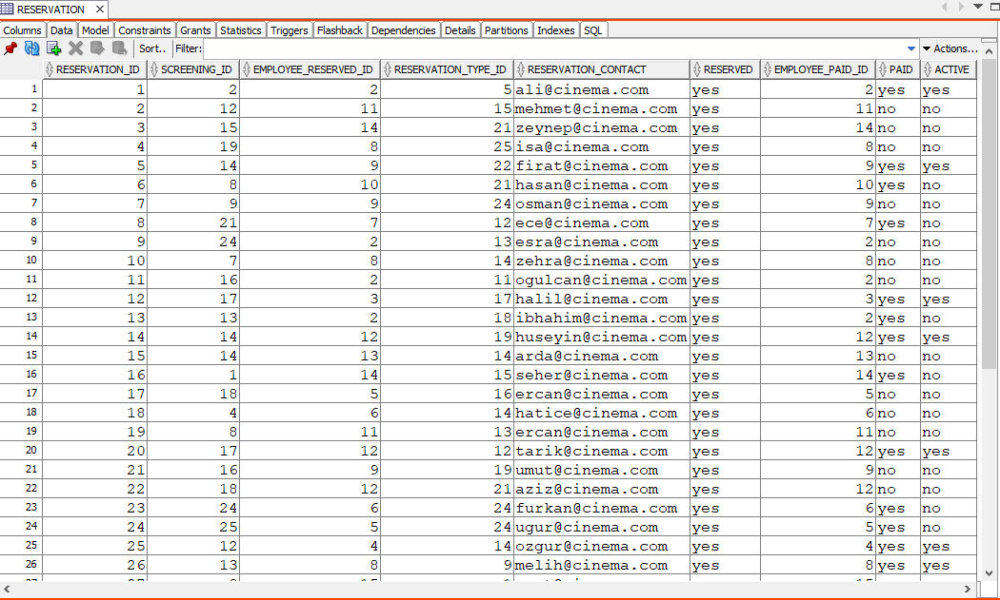 RESERVATION
Columns Data Model Constraints Grants Statistics Triggers Flashback Dependencies Details Partitions Indexes SQL
Sort.. Filter: Actions...
RESERVATION_ID SCREENING_ID EMPLOYEE_RESERVED_ID RESERVATION_TYPE_ID RESERVATION_CONTACT RESERVED EMPLOYEE_PAID_ID PAID ACTIVE
1 1 2 2 5 ali@cinema.com yes 2 yes yes
2 2 12 11 15 mehmet@cinema.com yes 11 no no
3 3 15 14 21 zeynep@cinema.com yes 14 no no
4 4 19 8 25 isa@cinema.com yes 8 no no
5 5 14 9 22 firat@cinema.com yes 9 yes yes
6 6 8 10 21 hasan@cinema.com yes 10 yes no
7 7 9 9 24 osman@cinema.com yes 9 no no
8 8 21 7 12 ece@cinema.com yes 7 yes no
9 9 24 2 13 esra@cinema.com yes 2 no no
10 10 7 8 14 zehra@cinema.com yes 8 no no
11 11 16 2 11 ogulcan@cinema.com yes 2 no no
12 12 17 3 17 halil@cinema.com yes 3 yes yes
13 13 13 2 18 ibhahim@cinema.com yes 2 yes no
14 14 14 12 19 huseyin@cinema.com yes 12 yes yes
15 15 14 13 14 arda@cinema.com yes 13 no no
16 16 1 14 15 seher@cinema.com yes 14 yes no
17 17 18 5 16 ercan@cinema.com yes 5 no no
18 18 4 6 14 hatice@cinema.com yes 6 no no
19 19 8 11 13 ercan@cinema.com yes 11 no no
20 20 17 12 12 tarik@cinema.com yes 12 yes yes
21 21 16 9 19 umut@cinema.com yes 9 no no
22 22 18 12 21 aziz@cinema.com yes 12 no no
23 23 24 6 24 furkan@cinema.com yes 6 yes no
24 24 25 5 24 ugur@cinema.com yes 5 yes no
25 25 12 4 14 ozgur@cinema.com yes 4 yes yes
26 26 13 8 9 melih@cinema.com yes 8 yes yes